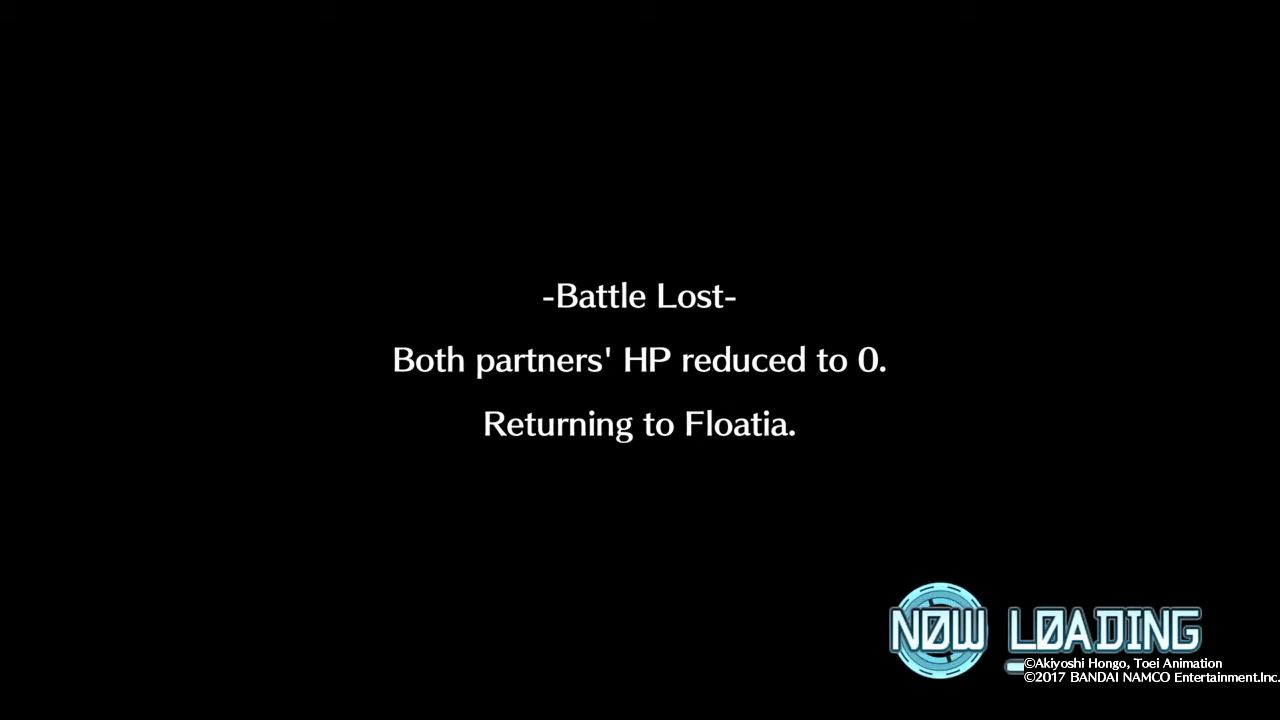 -Battle Lost-
Both partners' HP reduced to 0.
Returning to Floatia.
NOW LOADING
©Akiyoshi Hongo, Toei Animation
©2017 BANDAI NAMCO Entertainment.Inc.